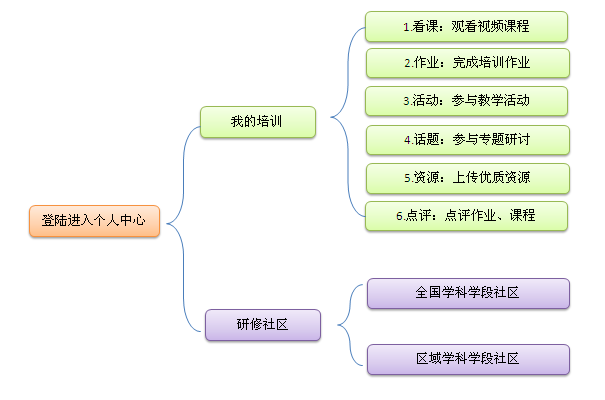 登陆进入个人中心
我的培训
1.看课：观看视频课程
2.作业：完成培训作业
3.活动：参与教学活动
4.话题：参与专题研讨
5.资源：上传优质资源
6.点评：点评作业、课程
研修社区
全国学科学段社区
区域学科学段社区